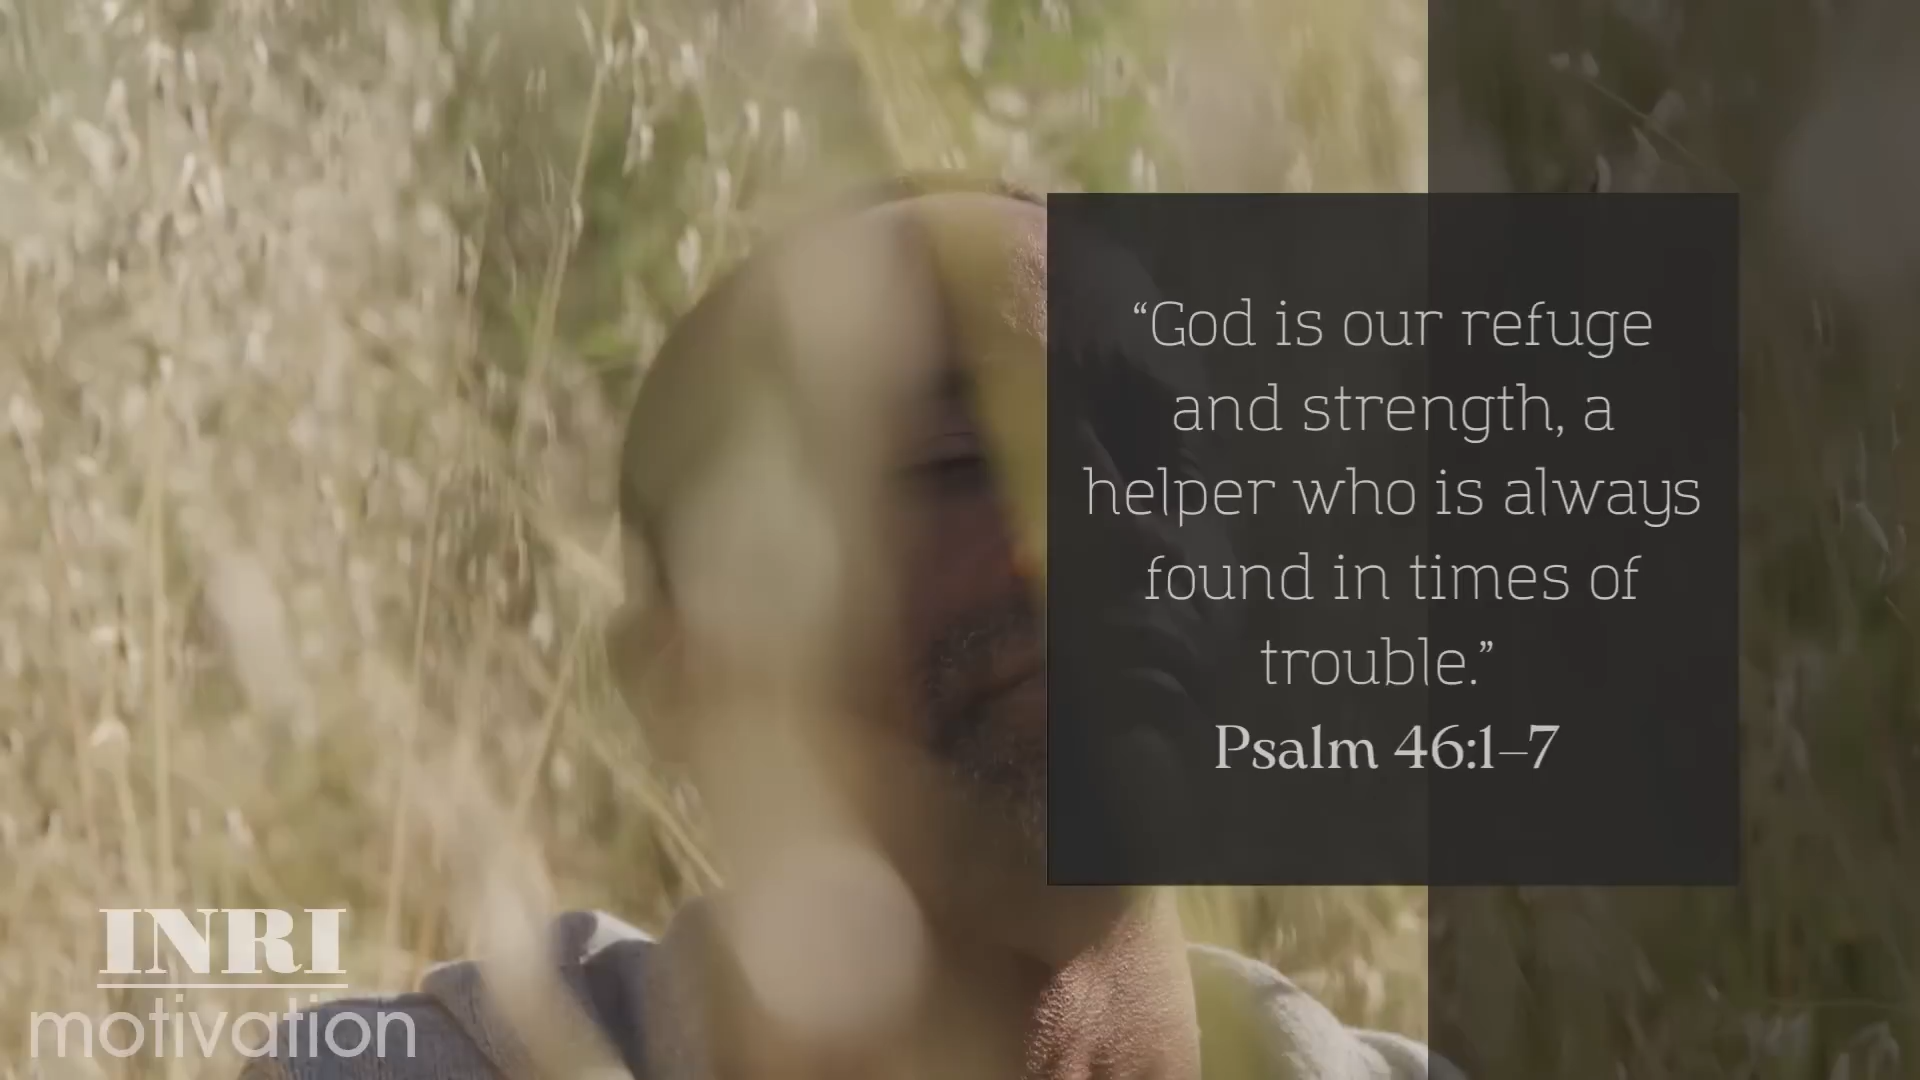 “God is our refuge
and strength, a
helper who is always
found in times of
trouble.”
Psalm 46:1–7
INRI
motivation